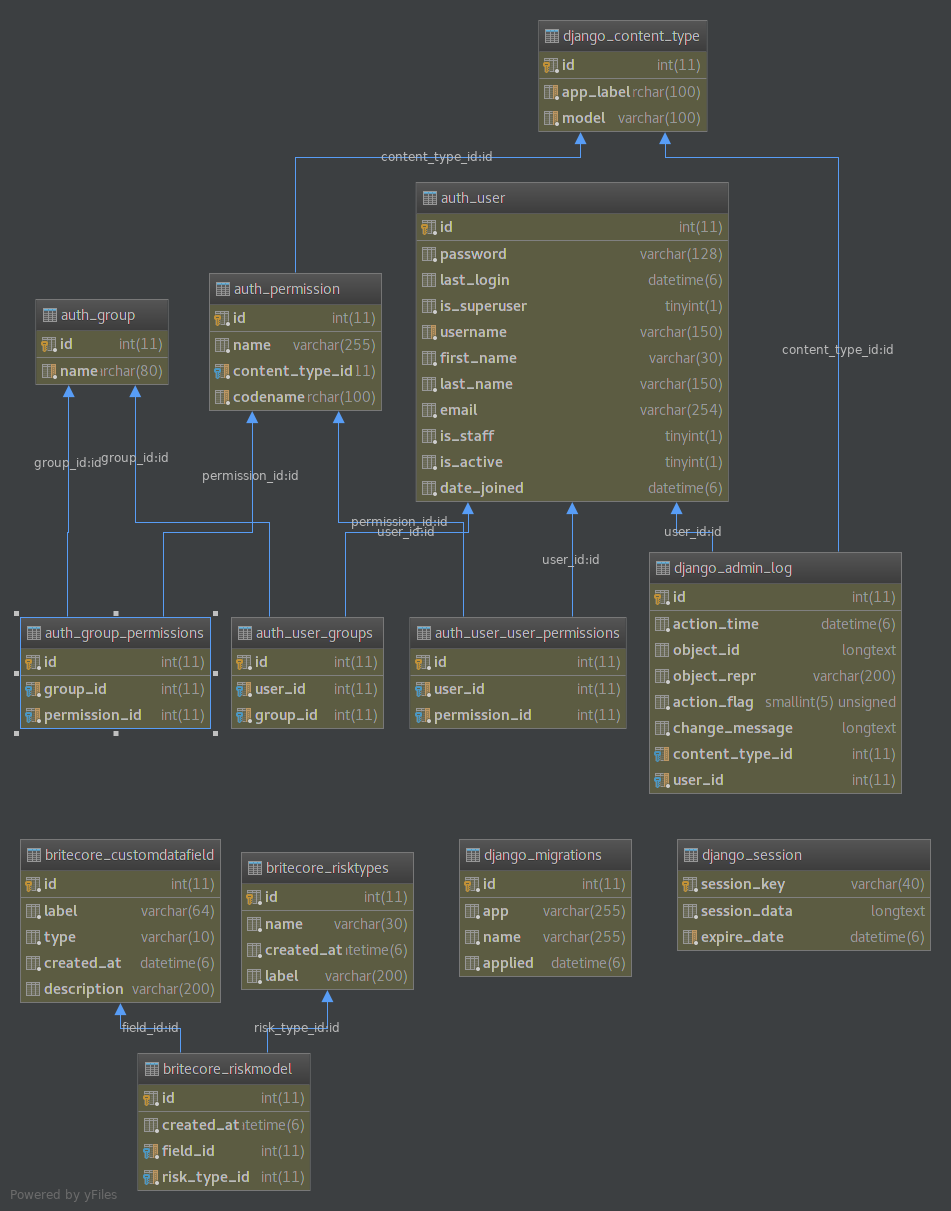 django_content_type
id int(11)
app_label rchar(100)
model varchar(100)
content_type_id:id
auth_user
id int(11)
password varchar(128)
last_login datetime(6)
is_superuser tinyint(1)
username varchar(150)
first_name varchar(30)
last_name varchar(150)
email varchar(254)
is_staff tinyint(1)
is_active tinyint(1)
date_joined datetime(6)
auth_permission
id int(11)
name varchar(255)
content_type_id 11)
codename rchar(100)
auth_group
id int(11)
name rchar(80)
content_type_id:id
group_id:id
group_id:id
permission_id:id
permission_id:id
user_id:id
user_id:id
user_id:id
django_admin_log
id int(11)
action_time datetime(6)
object_id longtext
object_repr varchar(200)
action_flag smallint(5) unsigned
change_message longtext
content_type_id int(11)
user_id int(11)
auth_group_permissions
id int(11)
group_id int(11)
permission_id int(11)
auth_user_groups
id int(11)
user_id int(11)
group_id int(11)
auth_user_user_permissions
id int(11)
user_id int(11)
permission_id int(11)
britecore_customdatafield
id int(11)
label varchar(64)
type varchar(10)
created_at datetime(6)
description varchar(200)
britecore_risktypes
id int(11)
name varchar(30)
created_at tetime(6)
label varchar(200)
django_migrations
id int(11)
app varchar(255)
name varchar(255)
applied datetime(6)
django_session
session_key varchar(40)
session_data longtext
expire_date datetime(6)
field_id:id
risk_type_id:id
britecore_riskmodel
id int(11)
created_at tetime(6)
field_id int(11)
risk_type_id int(11)
Powered by yFiles